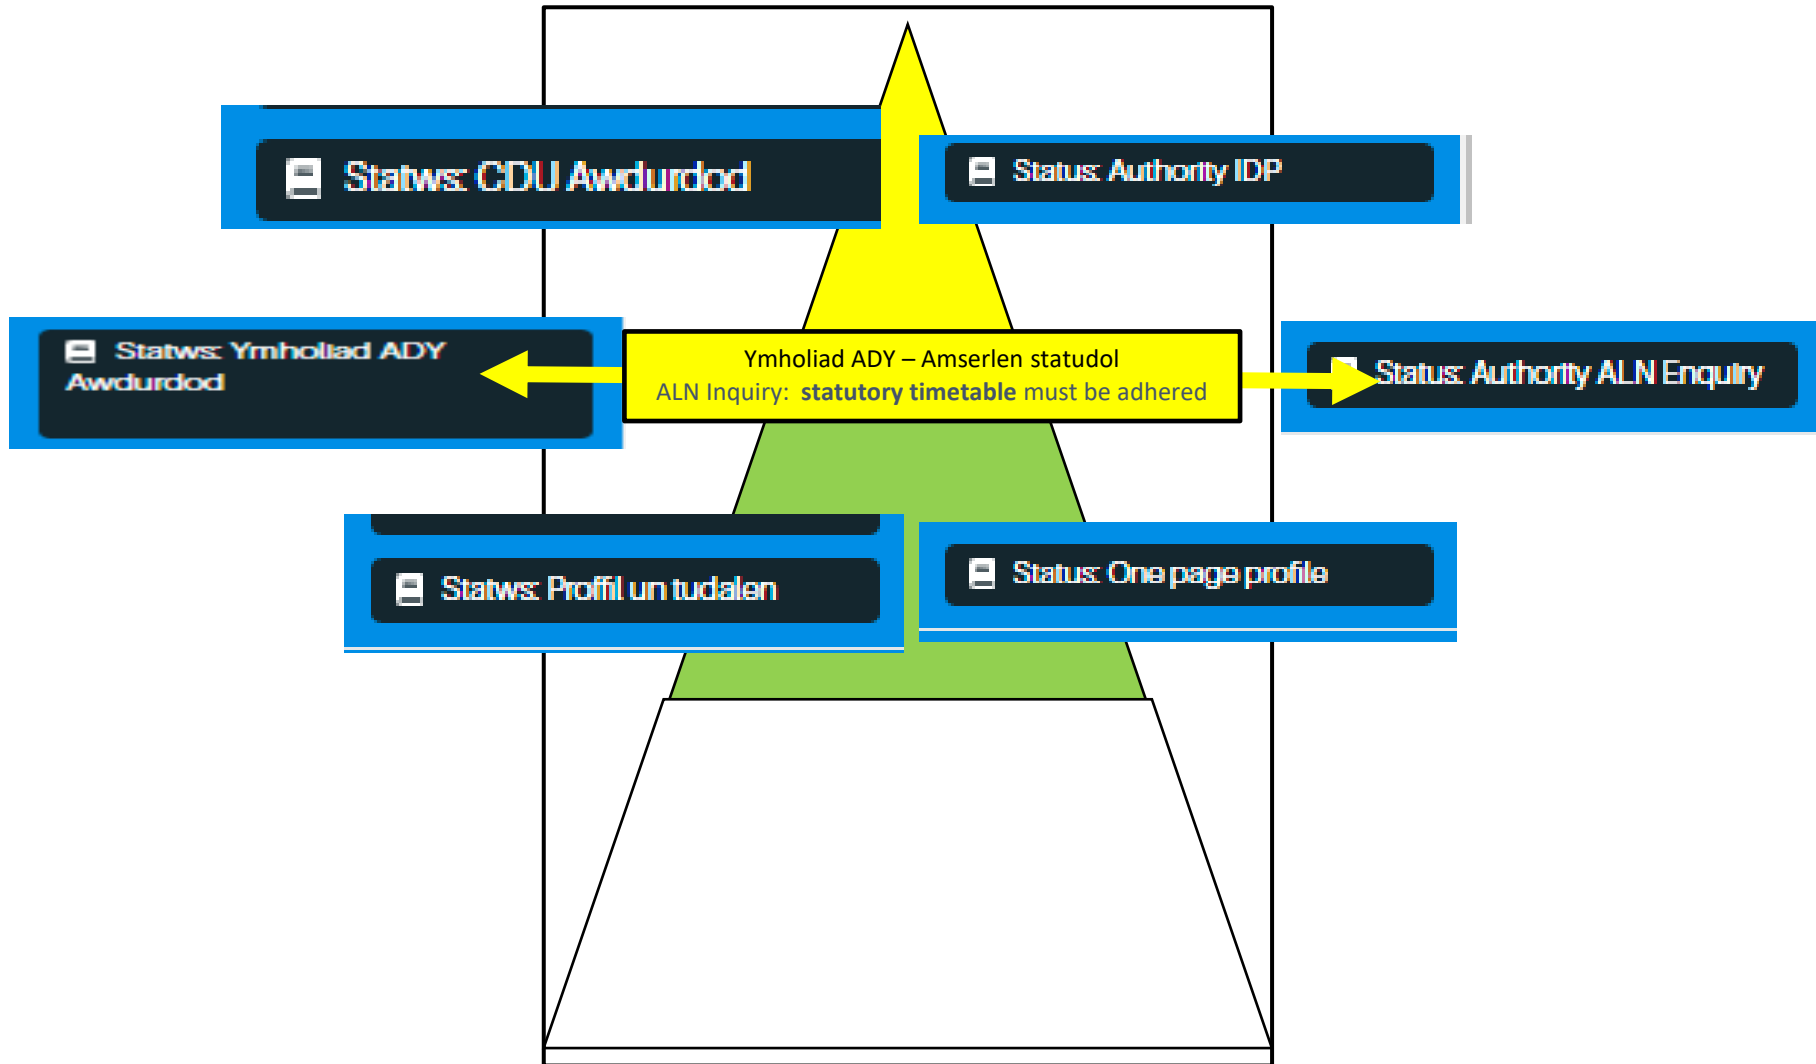 Statws: CDU Awdurdod
Status: Authority IDP
Statws: Ymholiad ADY
Awdurdod
Ymholiad ADY – Amserlen statudol
ALN Inquiry: statutory timetable must be adhered
Status: Authority ALN Enquiry
Statws: Proffil un tudalen
Status: One page profile